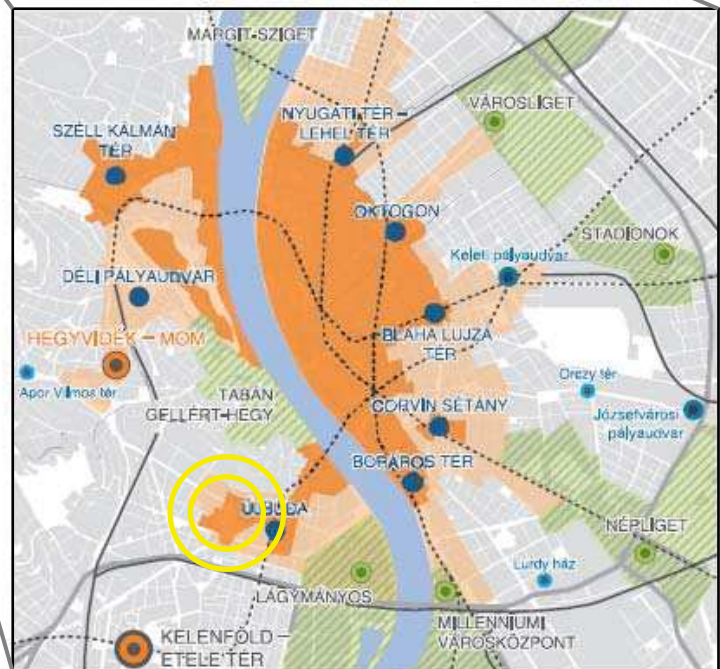 MARGIT-SZIGET
NYUGATI TÉR –
LEHEL TÉR
VÁROSLIGET
SZÉLL KÁLMÁN
TÉR
OKTOGON
STADIONOK
Keleti pályaudvar
DÉLI PÁLYAUDVAR
BLAHA LUJZA
TÉR
HEGYVIDÉK – MOM
Apor Vilmos tér
Orczy tér
TABÁN
GELLÉRT-HEGY
CORVIN SÉTÁNY
Józsefvárosi
pályaudvar
BORÁROS TÉR
ÚJBUDA
NÉPLIGET
Lurdy ház
LÁGYMÁNYOS
MILLENNIUMI
VÁROSKÖZPONT
KELENFÖLD –
ETELE TÉR